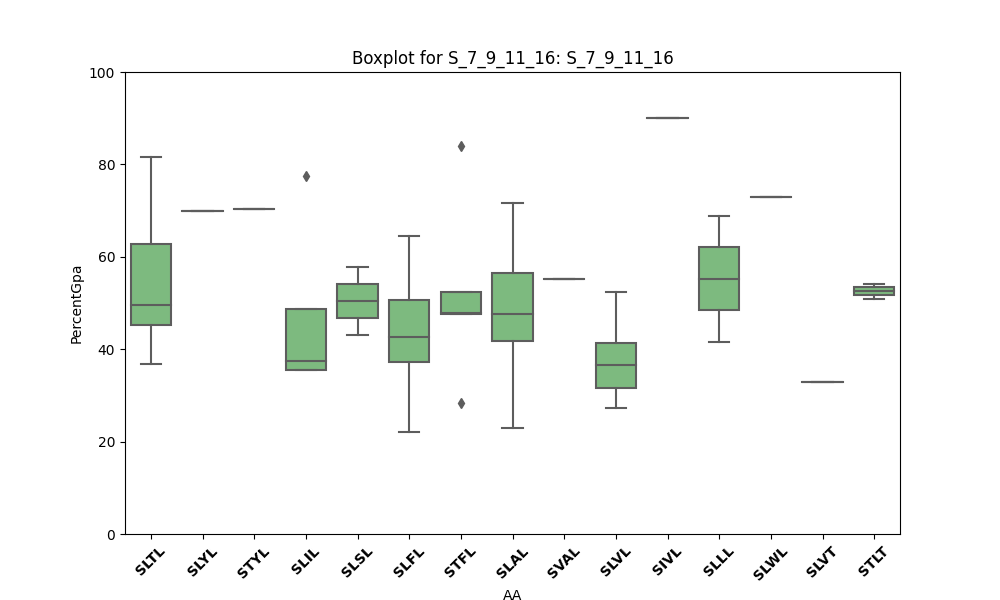 Boxplot for S_7_9_11_16: S_7_9_11_16
100
80
60
40
20
0
PercentGpa
SLTL SLYL STYL SLIL SLSL SLFL STFL SLAL SVAL SLVL SIVL SLLL SLWL SLVT STLT
AA